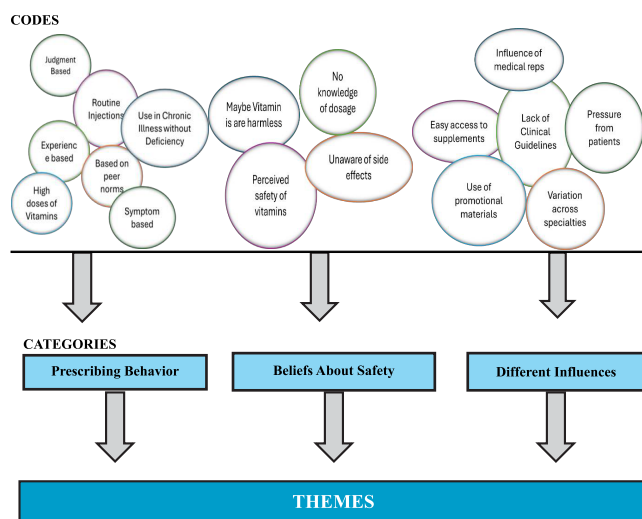 CODES
Judgment
Based
Routine
Injections
Use in Chronic
Illness without
Deficiency
Experienc
e based
Based on
peer
norms
High
doses of
Vitamins
Symptom
based
Maybe Vitamin
is are harmless
No
knowledge
of dosage
Unaware of side
effects
Perceived
safety of
vitamins
Influence of
medical reps
Easy access to
supplements
Lack of
Clinical
Guidelines
Pressure
from
patients
Use of
promotional
materials
Variation
across
specialties
CATEGORIES
Prescribing Behavior
Beliefs About Safety
Different Influences
THEMES